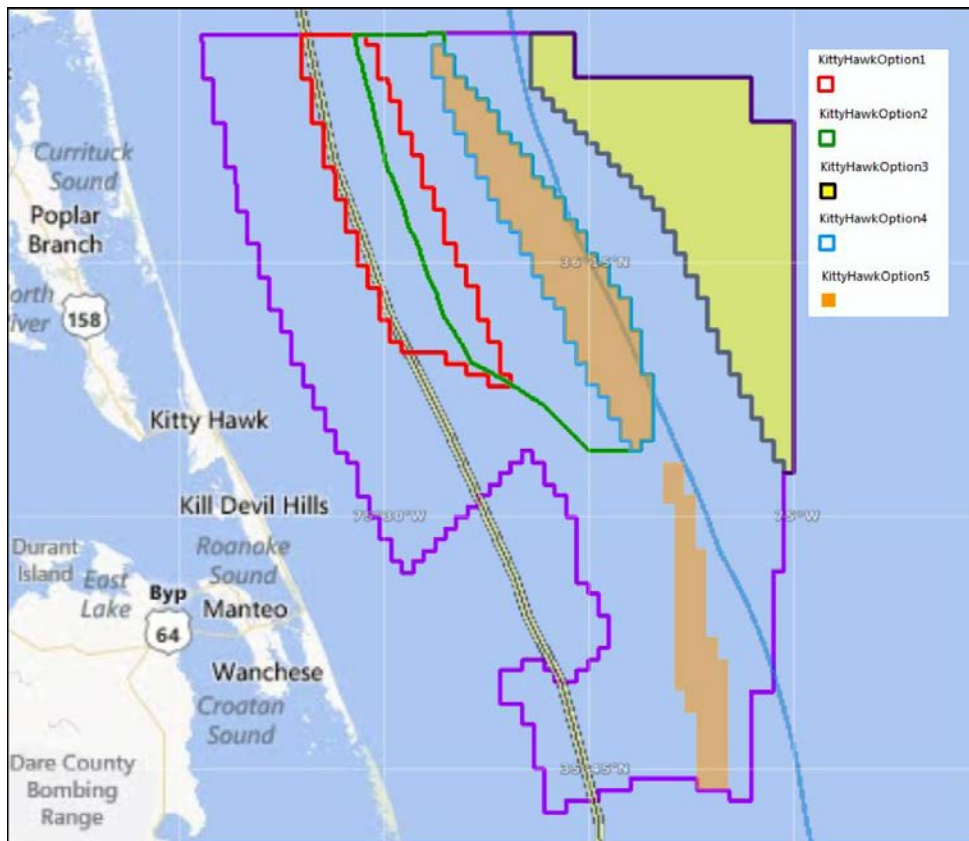 KittyHawkOption1
KittyHawkOption2
KittyHawkOption3
KittyHawkOption4
KittyHawkOption5
Currituck
Sound
Poplar
Branch
36°15'N
orth
River
158
Kitty Hawk
Kill Devil Hills
75°30'W
75°W
Durant
Island
Roanoke
Sound
East
Lake
Byp
Manteo
64
Wanchese
Croatan
Sound
Dare County
Bombing
Range
35°45'N